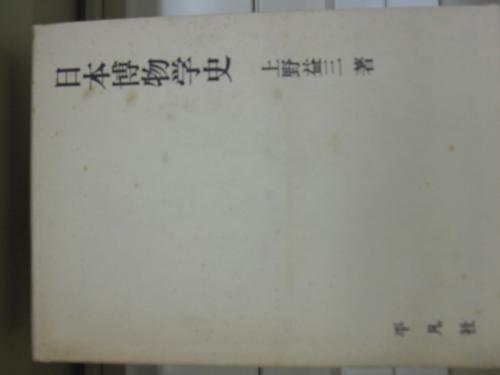 日本博物学史
上野益三 著
平凡社